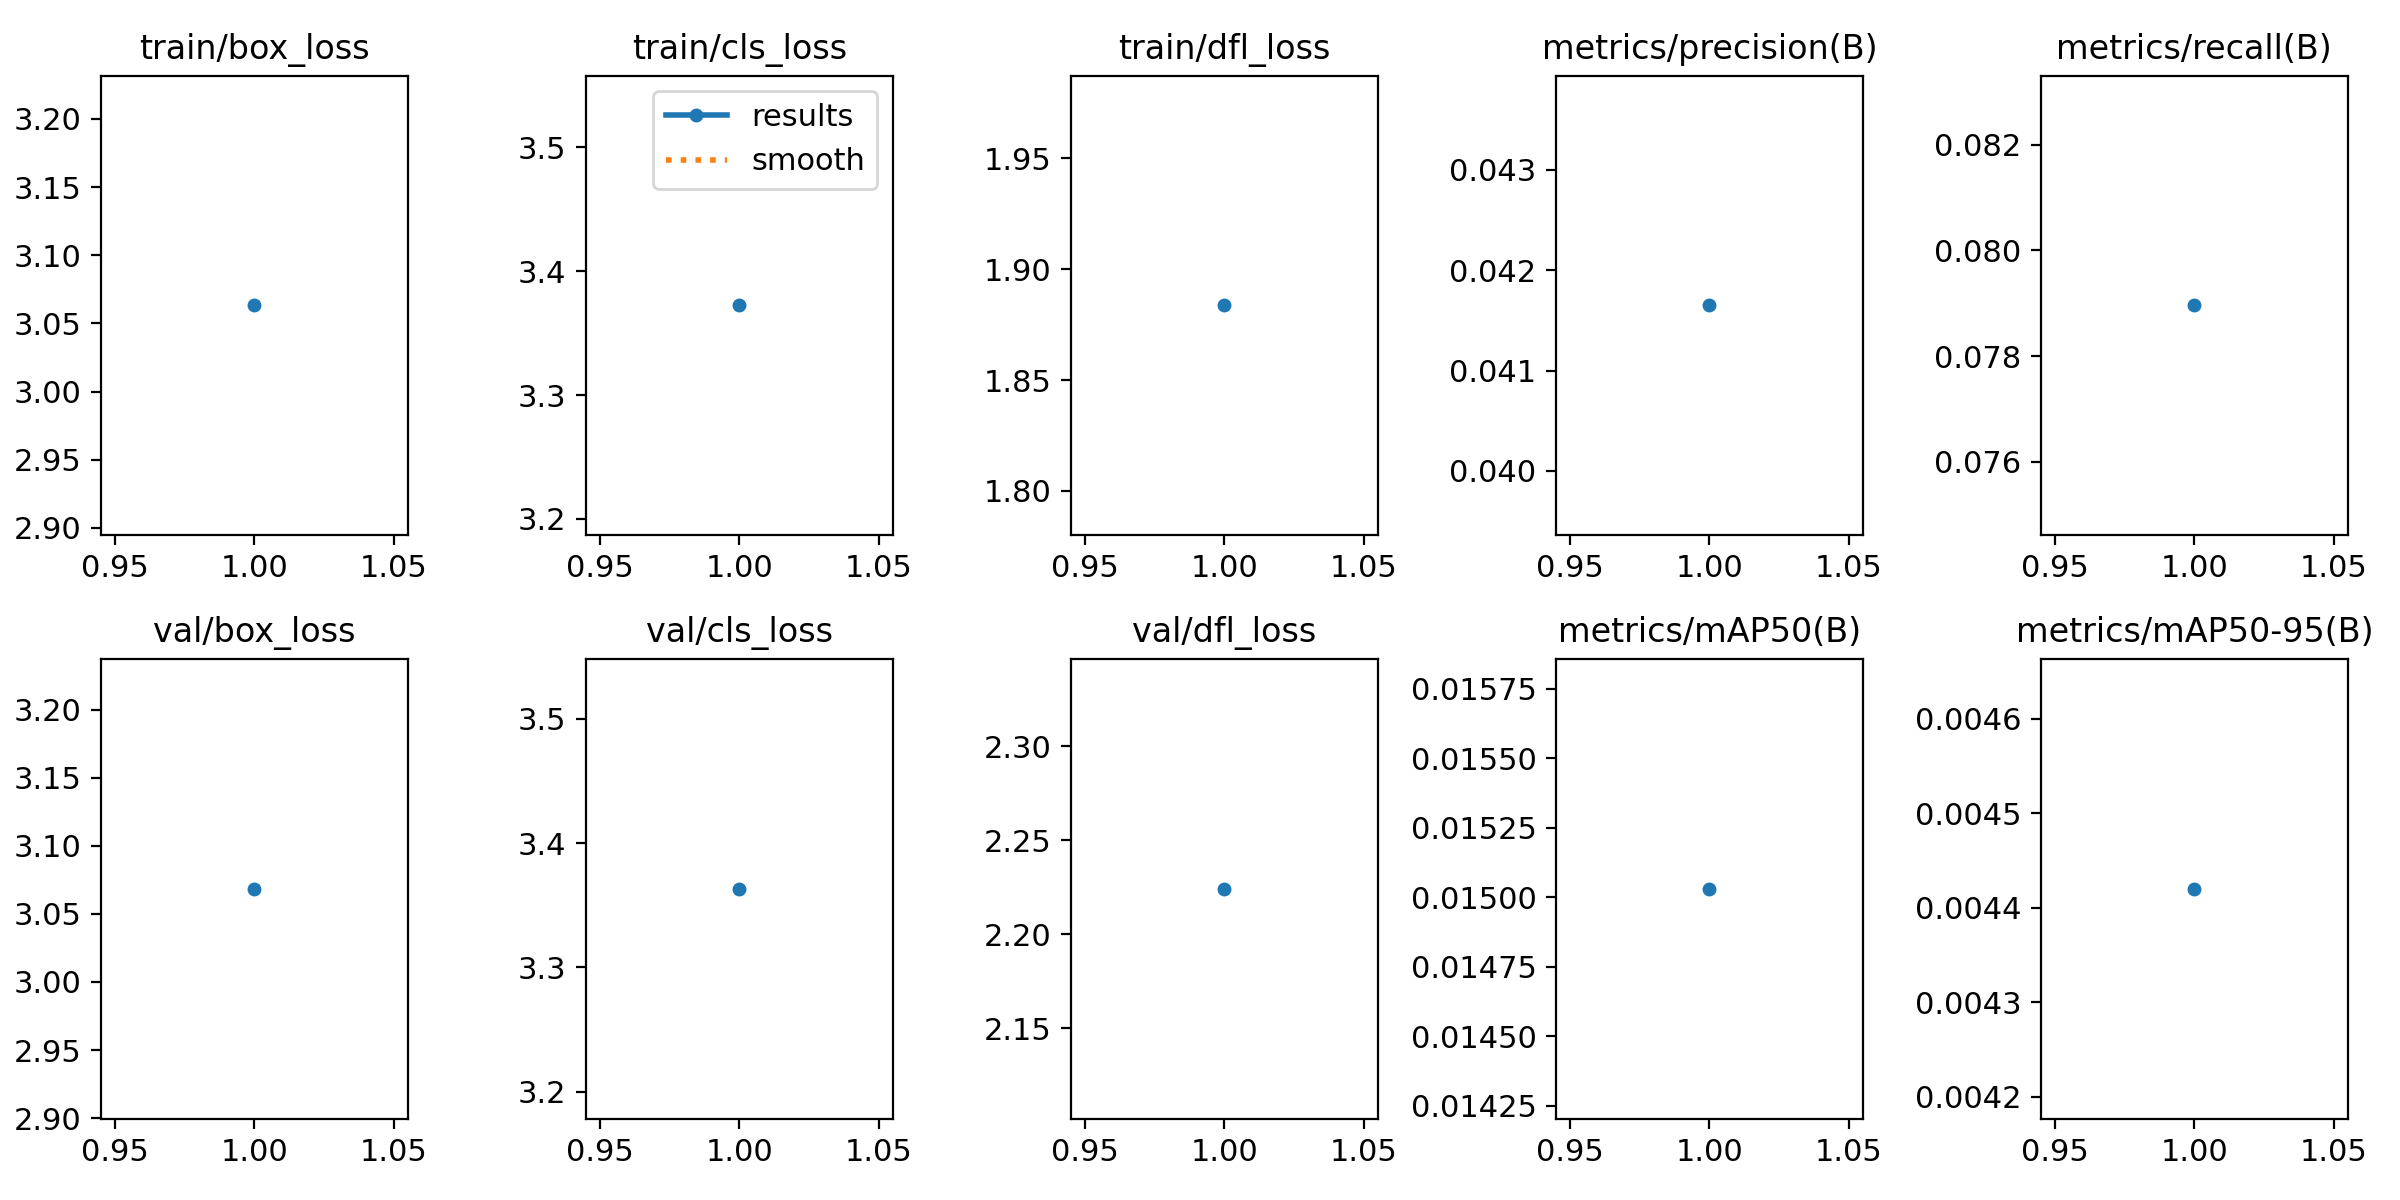 train/box_loss
3.20
3.15
3.10
3.05
3.00
2.95
2.90
0.95 1.00 1.05
train/cls_loss
results
smooth
3.5
3.4
3.3
3.2
0.95 1.00 1.05
train/dfl_loss
1.95
1.90
1.85
1.80
0.95 1.00 1.05
metrics/precision(B)
0.043
0.042
0.041
0.040
0.95 1.00 1.05
metrics/recall(B)
0.082
0.080
0.078
0.076
0.95 1.00 1.05
val/box_loss
3.20
3.15
3.10
3.05
3.00
2.95
2.90
0.95 1.00 1.05
val/cls_loss
3.5
3.4
3.3
3.2
0.95 1.00 1.05
val/dfl_loss
2.30
2.25
2.20
2.15
0.95 1.00 1.05
metrics/mAP50(B)
0.01575
0.01550
0.01525
0.01500
0.01475
0.01450
0.01425
0.95 1.00 1.05
metrics/mAP50-95(B)
0.0046
0.0045
0.0044
0.0043
0.0042
0.95 1.00 1.05